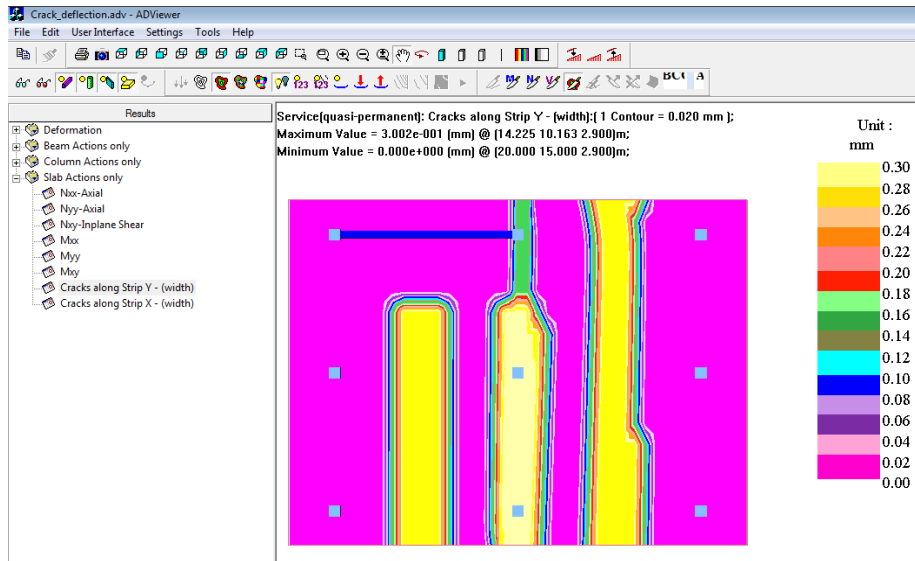 Crack_deflection.adv - ADViewer
File Edit User Interface Settings Tools Help
123 123 M N V BCU A
Results
Deformation
Beam Actions only
Column Actions only
Slab Actions only
Nxx-Axial
Nyy-Axial
Nxy-Inplane Shear
Mxx
Myy
Mxy
Cracks along Strip Y - (width)
Cracks along Strip X - (width)
Service(quasi-permanent): Cracks along Strip Y - (width):( 1 Contour = 0.020 mm );
Maximum Value = 3.002e-001 (mm) @ (14.225 10.163 2.900)m;
Minimum Value = 0.000e+000 (mm) @ (20.000 15.000 2.900)m;
Unit :
mm
0.30
0.28
0.26
0.24
0.22
0.20
0.18
0.16
0.14
0.12
0.10
0.08
0.06
0.04
0.02
0.00